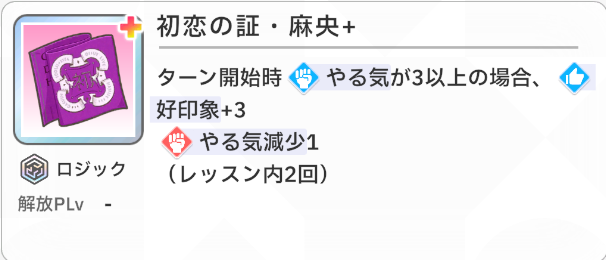 初恋の証・麻央+
ターン開始時 やる気が3以上の場合、
好印象+3
やる気減少1
（レッスン内2回）
ロジック
解放PLv -